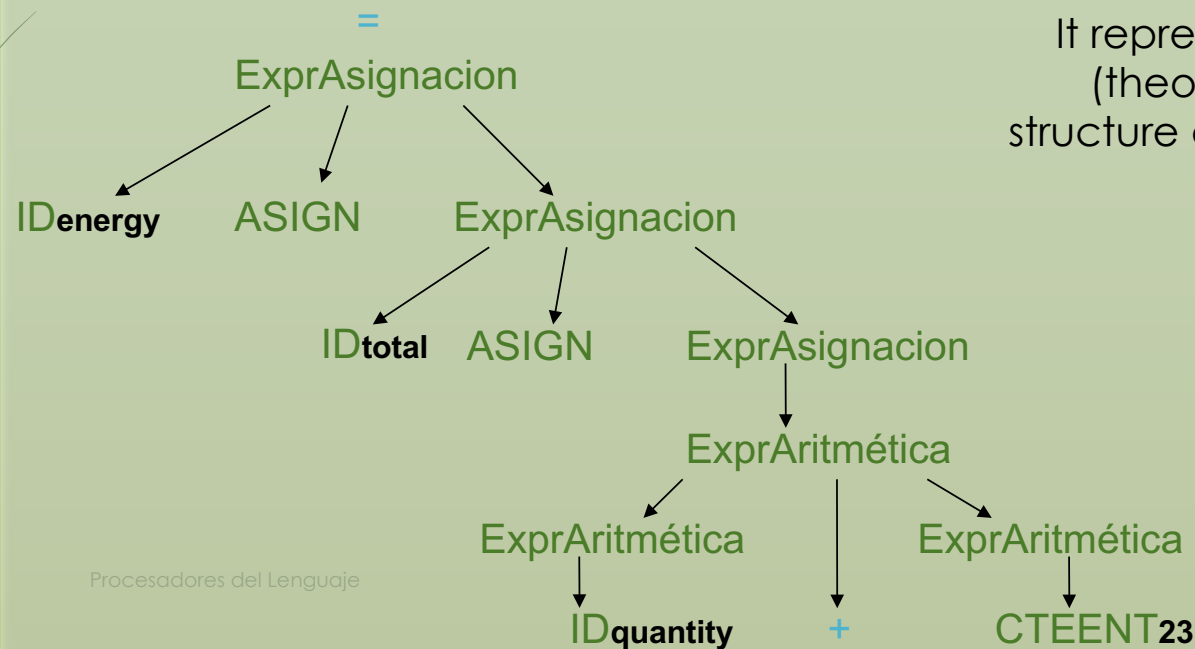 =
It repre
(theo
structure
ExprAsignacion
IDenergy ASIGN ExprAsignacion
IDtotal ASIGN ExprAsignacion
ExprAritmética
ExprAritmética ExprAritmética
Procesadores del Lenguaje
IDquantity + CTEENT23